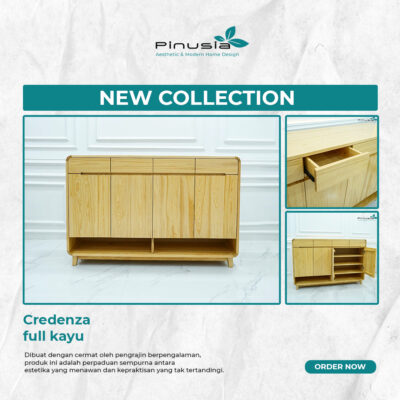 Pinusia
Aesthetic & Modern Home Design
NEW COLLECTION
Credenza
full kayu
Dibuat dengan cermat oleh pengrajin berpengalaman,
produk ini adalah perpaduan sempurna antara
estetika yang menawan dan kepraktisan yang tak tertandingi.
ORDER NOW